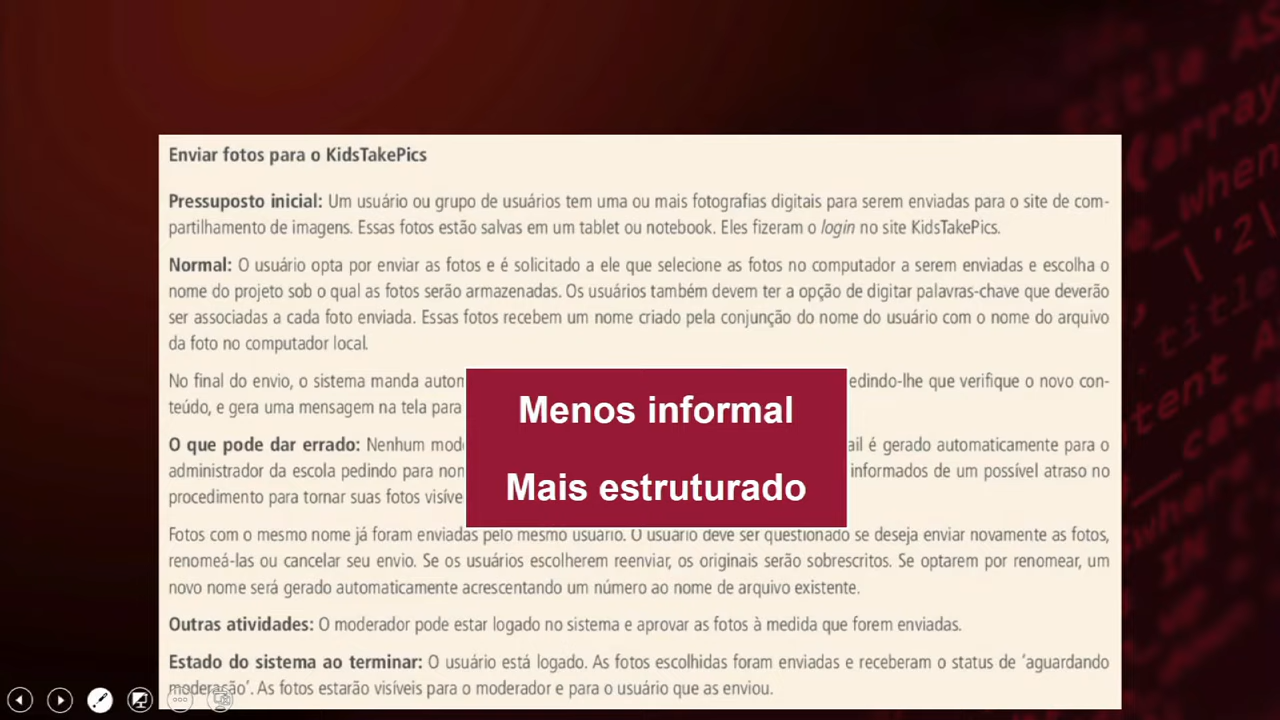 Enviar fotos para o KidsTakePics
Pressuposto inicial: Um usuário ou grupo de usuários tem uma ou mais fotografias digitais para serem enviadas para o site de com-
partilhamento de imagens. Essas fotos estão salvas em um tablet ou notebook. Eles fizeram o login no site KidsTakePics.
Normal: O usuário opta por enviar as fotos e é solicitado a ele que selecione as fotos no computador a serem enviadas e escolha o
nome do projeto sob o qual as fotos serão armazenadas. Os usuários também devem ter a opção de digitar palavras-chave que deverão
ser associadas a cada foto enviada. Essas fotos recebem um nome criado pela conjunção do nome do usuário com o nome do arquivo
da foto no computador local.
No final do envio, o sistema manda autom edindo-lhe que verifique o novo con-
teúdo, e gera uma mensagem na tela para
Menos informal
O que pode dar errado: Nenhum mod ail é gerado automaticamente para o
administrador da escola pedindo para nom informados de um possível atraso no
Mais estruturado
procedimento para tornar suas fotos visíve
Fotos com o mesmo nome já foram enviadas pelo mesmo usuário. O usuário deve ser questionado se deseja enviar novamente as fotos,
renomeá-las ou cancelar seu envio. Se os usuários escolherem reenviar, os originais serão sobrescritos. Se optarem por renomear, um
novo nome será gerado automaticamente acrescentando um número ao nome de arquivo existente.
Outras atividades: O moderador pode estar logado no sistema e aprovar as fotos à medida que forem enviadas.
Estado do sistema ao terminar: O usuário está logado. As fotos escolhidas foram enviadas e receberam o status de 'aguardando
moderação'. As fotos estarão visíveis para o moderador e para o usuário que as enviou.